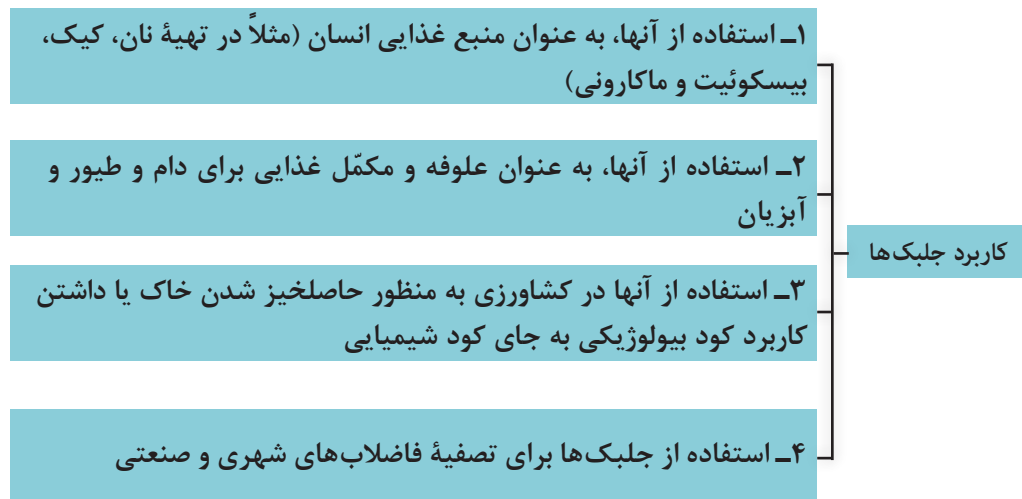 کاربرد جلبک‌ها
۱ـ استفاده از آنها، به عنوان منبع غذایی انسان (مثلاً در تهیهٔ نان، کیک،
بیسکوئیت و ماکارونی)
۲ـ استفاده از آنها، به عنوان علوفه و مکمّل غذایی برای دام و طیور و
آبزیان
۳ـ استفاده از آنها در کشاورزی به منظور حاصلخیز شدن خاک یا داشتن
کاربرد کود بیولوژیکی به جای کود شیمیایی
۴ـ استفاده از جلبک‌ها برای تصفیهٔ فاضلاب‌های شهری و صنعتی